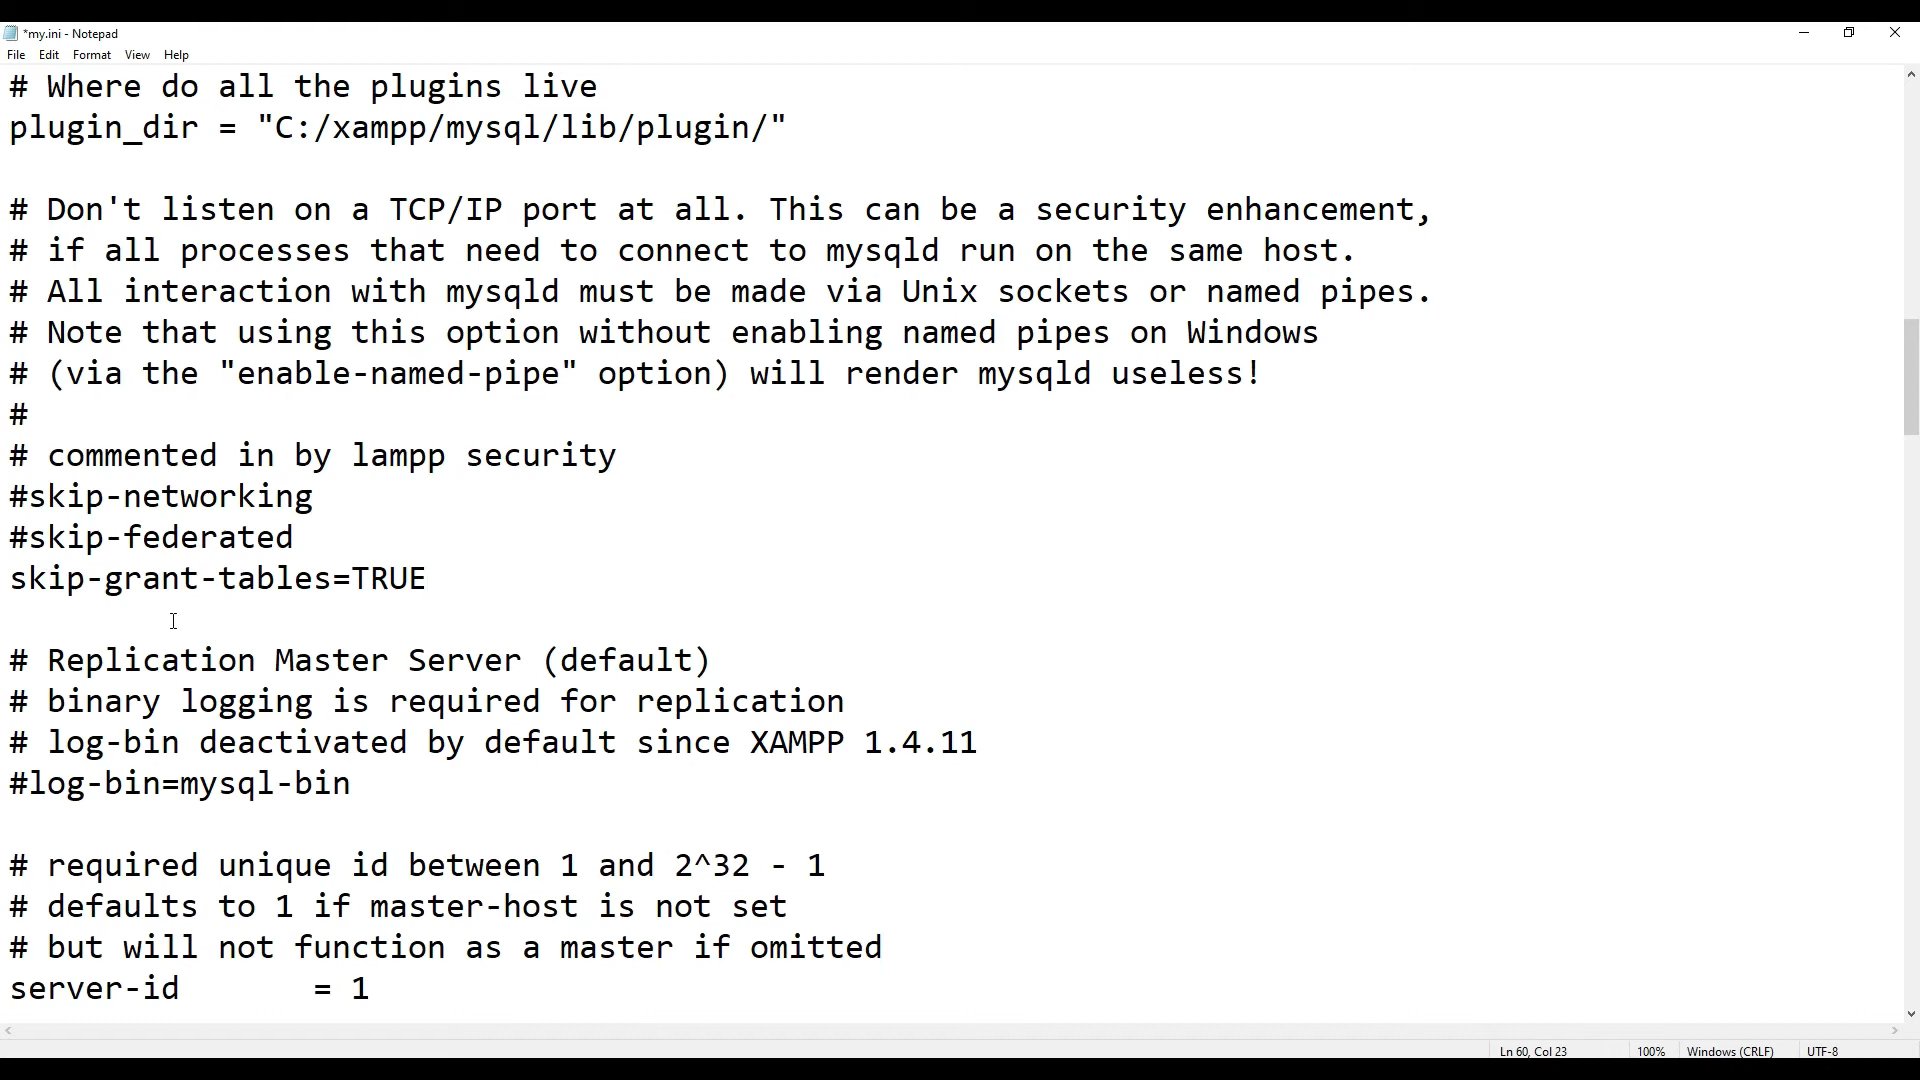 *my.ini - Notepad
File Edit Format View Help
# Where do all the plugins live
plugin_dir = "C:/xampp/mysql/lib/plugin/"
# Don't listen on a TCP/IP port at all. This can be a security enhancement,
# if all processes that need to connect to mysqld run on the same host.
# All interaction with mysqld must be made via Unix sockets or named pipes.
# Note that using this option without enabling named pipes on Windows
# (via the "enable-named-pipe" option) will render mysqld useless!
#
# commented in by lampp security
#skip-networking
#skip-federated
skip-grant-tables=TRUE
# Replication Master Server (default)
# binary logging is required for replication
# log-bin deactivated by default since XAMPP 1.4.11
#log-bin=mysql-bin
# required unique id between 1 and 2^32 - 1
# defaults to 1 if master-host is not set
# but will not function as a master if omitted
server-id       = 1
Ln 60, Col 23 100% Windows (CRLF) UTF-8